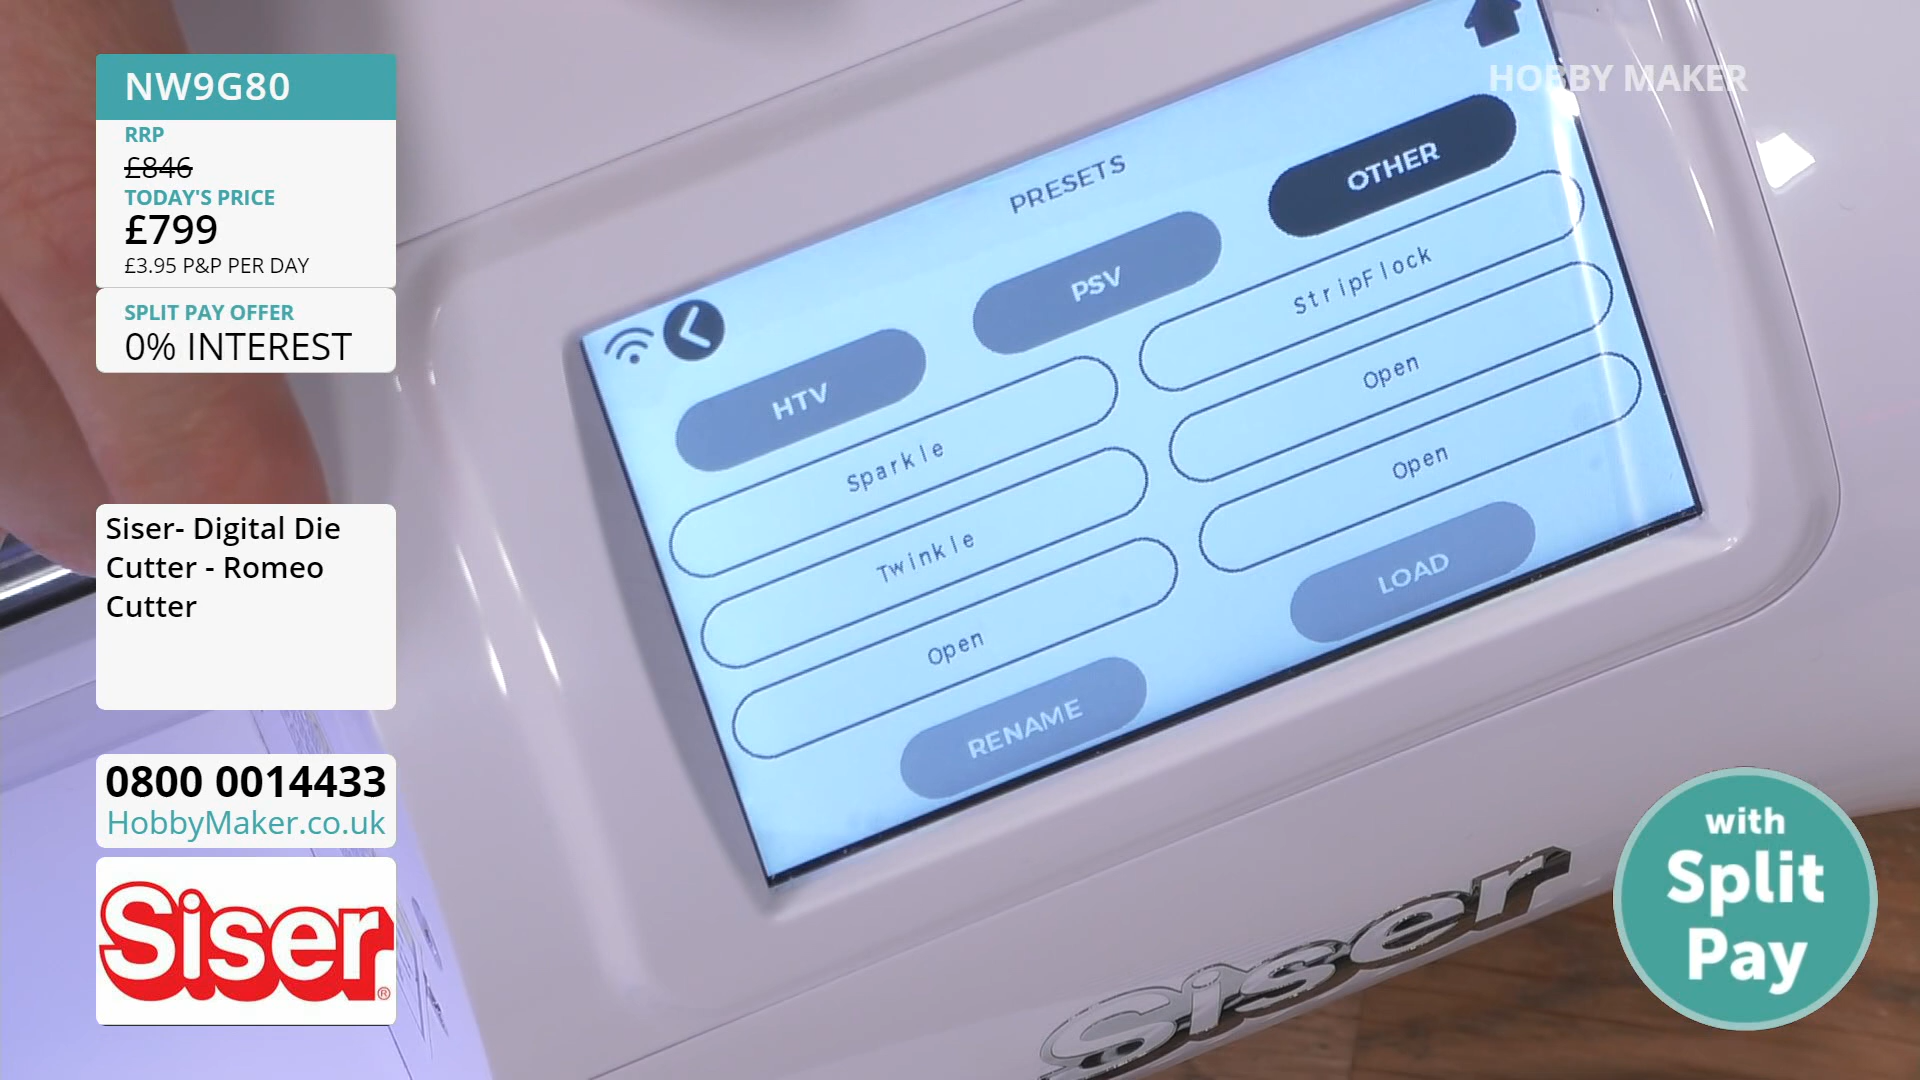 NW9G80
RRP
£846
TODAY'S PRICE
£799
£3.95 P&P PER DAY
SPLIT PAY OFFER
0% INTEREST
Siser- Digital Die
Cutter - Romeo
Cutter
0800 0014433
HobbyMaker.co.uk
Siser®
HOBBY MAKER
PRESETS
HTV
PSV
OTHER
Sparkle
StripFlock
Twinkle
Open
Open
Open
RENAME
LOAD
Siser
with
Split
Pay